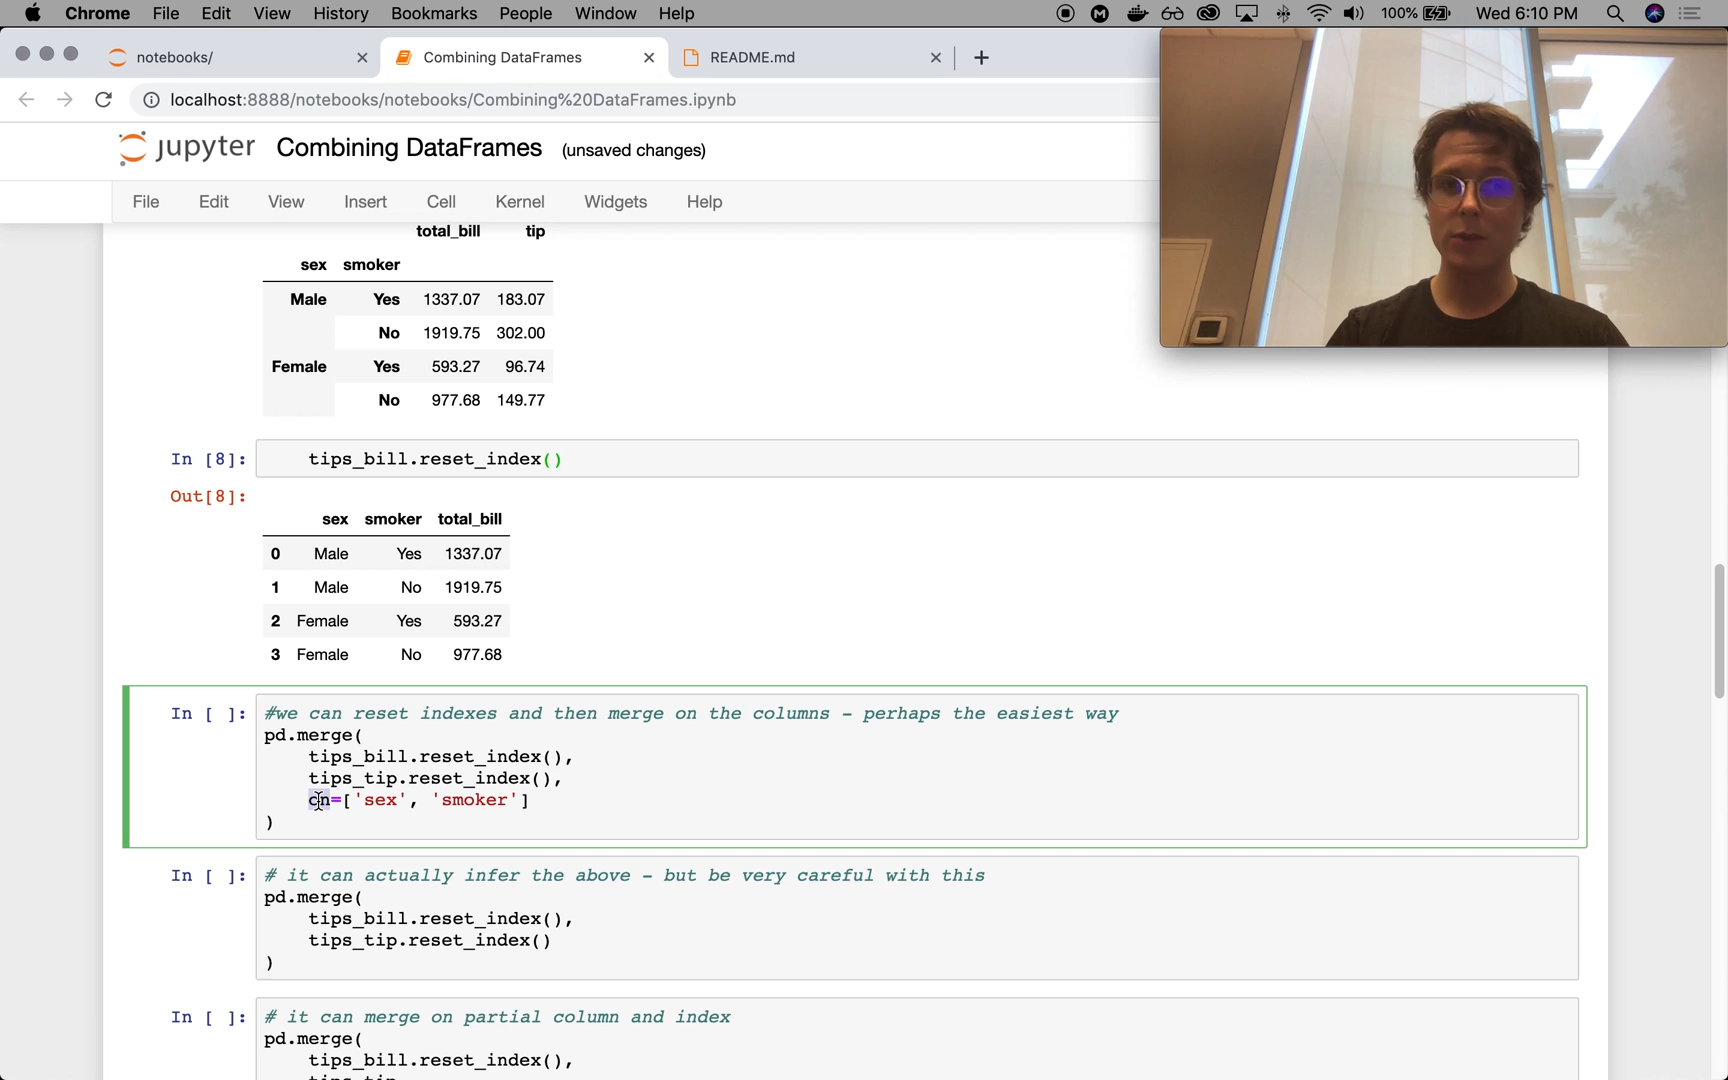 Chrome File Edit View History Bookmarks People Window Help 100% Wed 6:10 PM
notebooks/ Combining DataFrames README.md
localhost:8888/notebooks/notebooks/Combining%20DataFrames.ipynb
jupyter Combining DataFrames (unsaved changes)
File Edit View Insert Cell Kernel Widgets Help
total_bill tip
sex smoker
Male Yes 1337.07 183.07
No 1919.75 302.00
Female Yes 593.27 96.74
No 977.68 149.77
In [8]: tips_bill.reset_index()
Out[8]:
sex smoker total_bill
0 Male Yes 1337.07
1 Male No 1919.75
2 Female Yes 593.27
3 Female No 977.68
In [ ]: #we can reset indexes and then merge on the columns - perhaps the easiest way
pd.merge(
tips_bill.reset_index(),
tips_tip.reset_index(),
on=['sex', 'smoker']
)
In [ ]: # it can actually infer the above - but be very careful with this
pd.merge(
tips_bill.reset_index(),
tips_tip.reset_index()
)
In [ ]: # it can merge on partial column and index
pd.merge(
tips_bill.reset_index(),